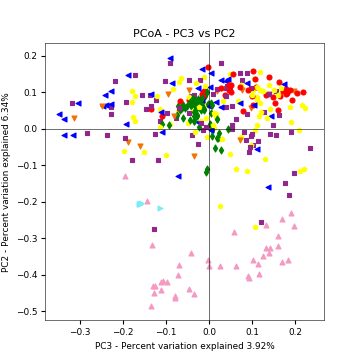 PCoA - PC3 vs PC2
PC2 - Percent variation explained 6.34%
0.2
0.1
0.0
−0.1
−0.2
−0.3
−0.4
−0.5
−0.3 −0.2 −0.1 0.0 0.1 0.2
PC3 - Percent variation explained 3.92%